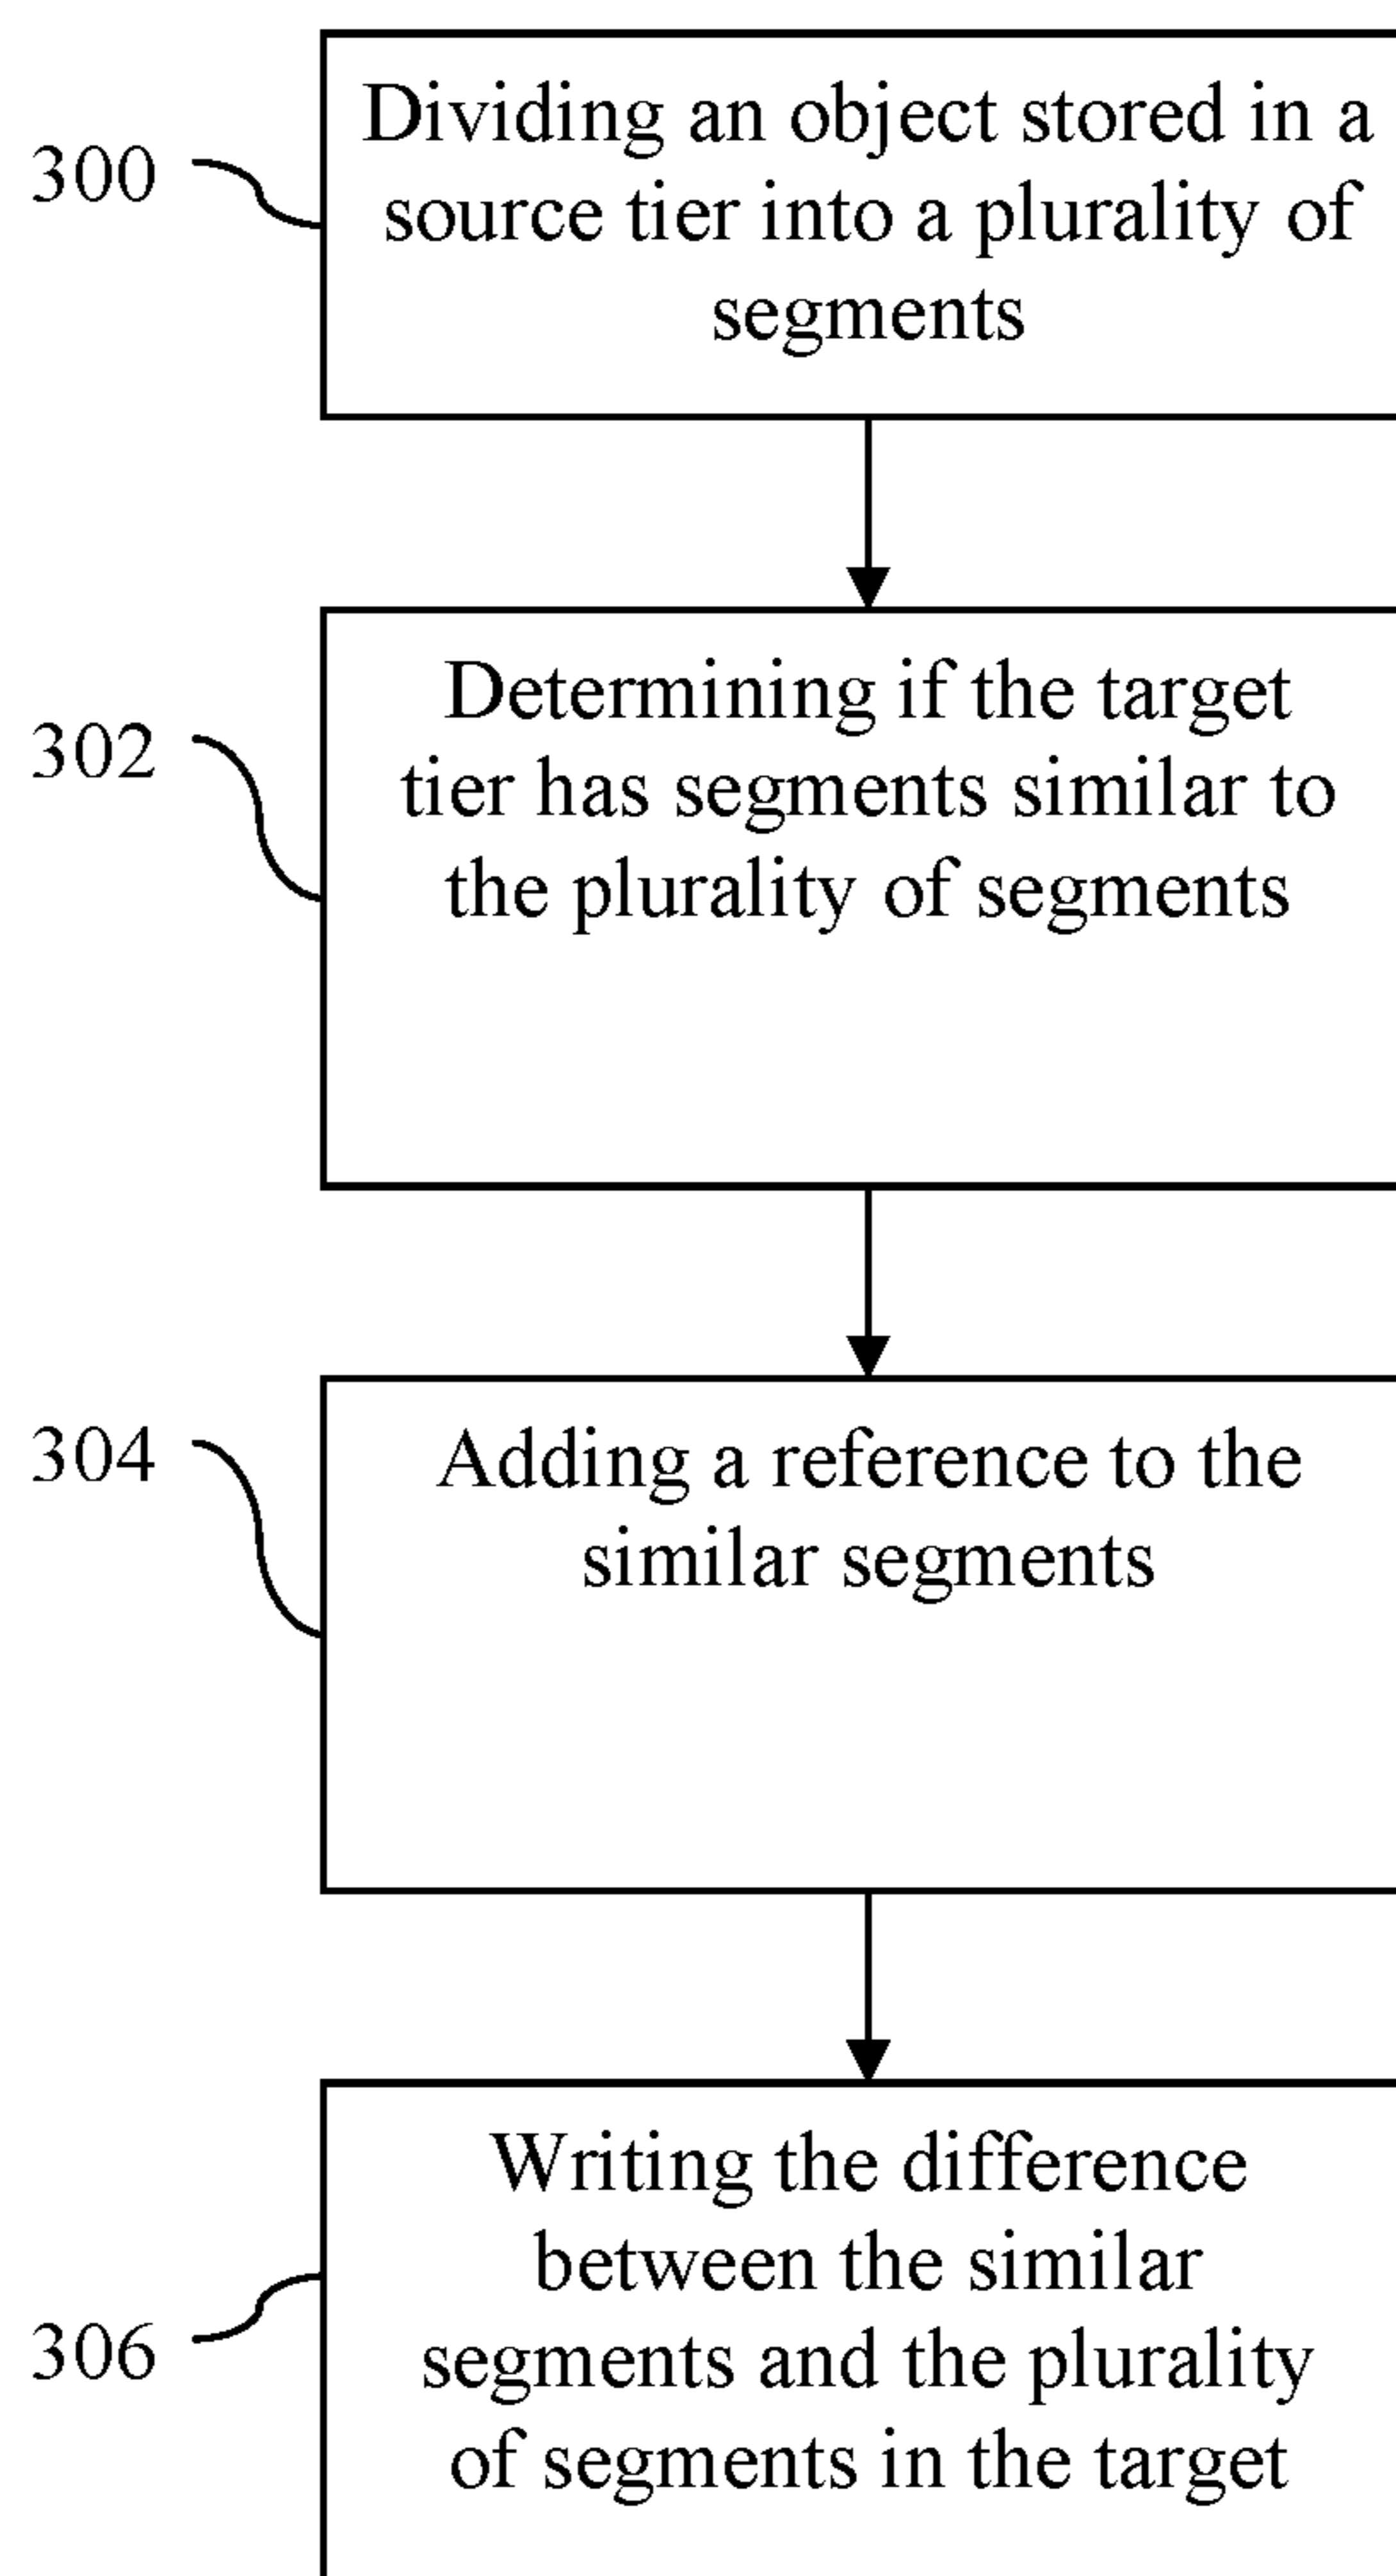 300
Dividing an object stored in a
source tier into a plurality of
segments
302
Determining if the target
tier has segments similar to
the plurality of segments
304
Adding a reference to the
similar segments
306
Writing the difference
between the similar
segments and the plurality
of segments in the target